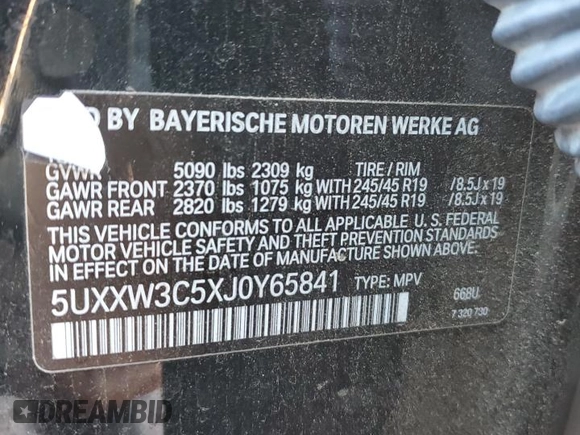 D BY BAYERISCHE MOTOREN WERKE AG
GVWR 5090 lbs 2309 kg TIRE / RIM
GAWR FRONT 2370 lbs 1075 kg WITH 245/45 R19 /8.5J x 19
GAWR REAR 2820 lbs 1279 kg WITH 245/45 R19 /8.5J x 19
THIS VEHICLE CONFORMS TO ALL APPLICABLE U. S. FEDERAL
MOTOR VEHICLE SAFETY AND THEFT PREVENTION STANDARDS
IN EFFECT ON THE DATE OF MANUFACTURE SHOWN ABOVE.
5UXXW3C5XJ0Y65841 TYPE: MPV 668U
7 320 730
DREAMBID